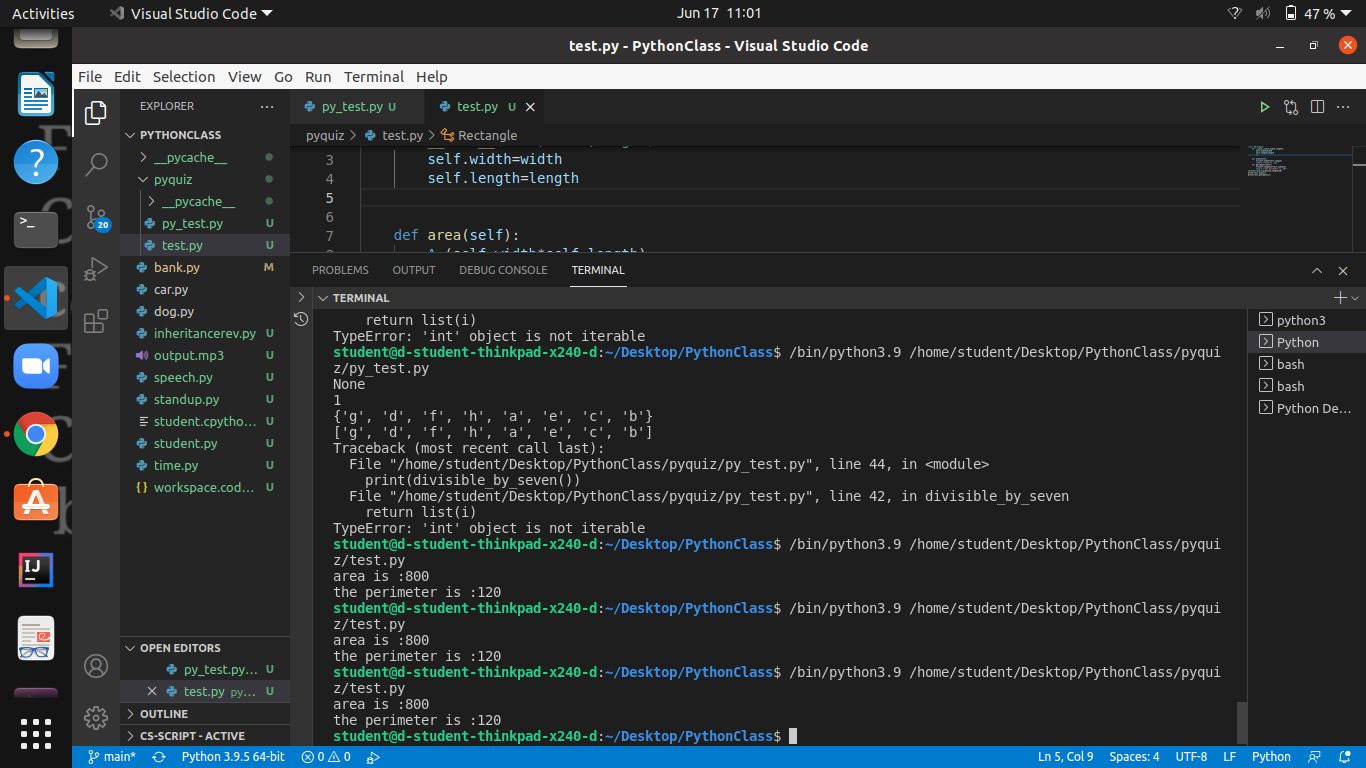 Activities
Visual Studio Code
Jun 17 11:01
47 %
test.py - PythonClass - Visual Studio Code
File Edit Selection View Go Run Terminal Help
EXPLORER
PYTHONCLASS
__pycache__
pyquiz
__pycache__
py_test.py U
test.py U
bank.py M
car.py
dog.py
inheritancerev.py U
output.mp3 U
speech.py U
standup.py U
student.cpytho... U
student.py U
time.py U
workspace.cod... U
OPEN EDITORS
py_test.py... U
test.py py... U
OUTLINE
CS-SCRIPT - ACTIVE
20
py_test.py U
test.py U
pyquiz > test.py > Rectangle
3 self.width=width
4 self.length=length
5
6
7 def area(self):
PROBLEMS OUTPUT DEBUG CONSOLE TERMINAL
TERMINAL
return list(i)
TypeError: 'int' object is not iterable
student@d-student-thinkpad-x240-d:~/Desktop/PythonClass$ /bin/python3.9 /home/student/Desktop/PythonClass/pyqui
z/py_test.py
None
1
{'g', 'd', 'f', 'h', 'a', 'e', 'c', 'b'}
['g', 'd', 'f', 'h', 'a', 'e', 'c', 'b']
Traceback (most recent call last):
File "/home/student/Desktop/PythonClass/pyquiz/py_test.py", line 44, in <module>
print(divisible_by_seven())
File "/home/student/Desktop/PythonClass/pyquiz/py_test.py", line 42, in divisible_by_seven
return list(i)
TypeError: 'int' object is not iterable
student@d-student-thinkpad-x240-d:~/Desktop/PythonClass$ /bin/python3.9 /home/student/Desktop/PythonClass/pyqui
z/test.py
area is :800
the perimeter is :120
student@d-student-thinkpad-x240-d:~/Desktop/PythonClass$ /bin/python3.9 /home/student/Desktop/PythonClass/pyqui
z/test.py
area is :800
the perimeter is :120
student@d-student-thinkpad-x240-d:~/Desktop/PythonClass$ /bin/python3.9 /home/student/Desktop/PythonClass/pyqui
z/test.py
area is :800
the perimeter is :120
student@d-student-thinkpad-x240-d:~/Desktop/PythonClass$
python3
Python
bash
bash
Python De...
main*
Python 3.9.5 64-bit
0 0
Ln 5, Col 9
Spaces: 4
UTF-8
LF
Python